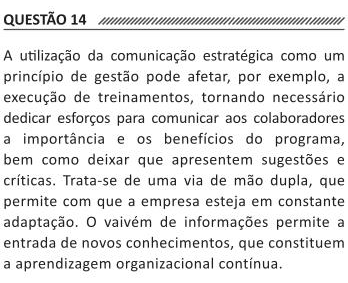 QUESTÃO 14
A utilização da comunicação estratégica como um
princípio de gestão pode afetar, por exemplo, a
execução de treinamentos, tornando necessário
dedicar esforços para comunicar aos colaboradores
a importância e os benefícios do programa,
bem como deixar que apresentem sugestões e
críticas. Trata-se de uma via de mão dupla, que
permite com que a empresa esteja em constante
adaptação. O vaivém de informações permite a
entrada de novos conhecimentos, que constituem
a aprendizagem organizacional contínua.